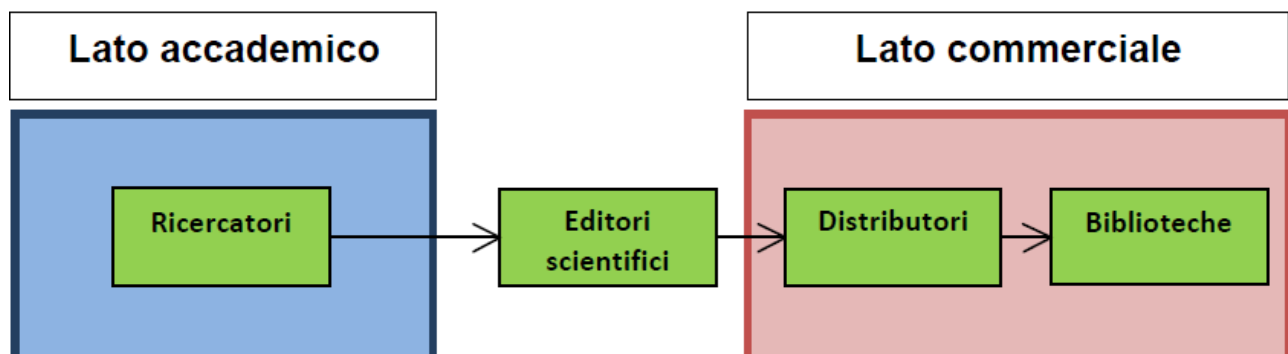 Lato accademico
Lato commerciale
Ricercatori
Editori
scientifici
Distributori
Biblioteche